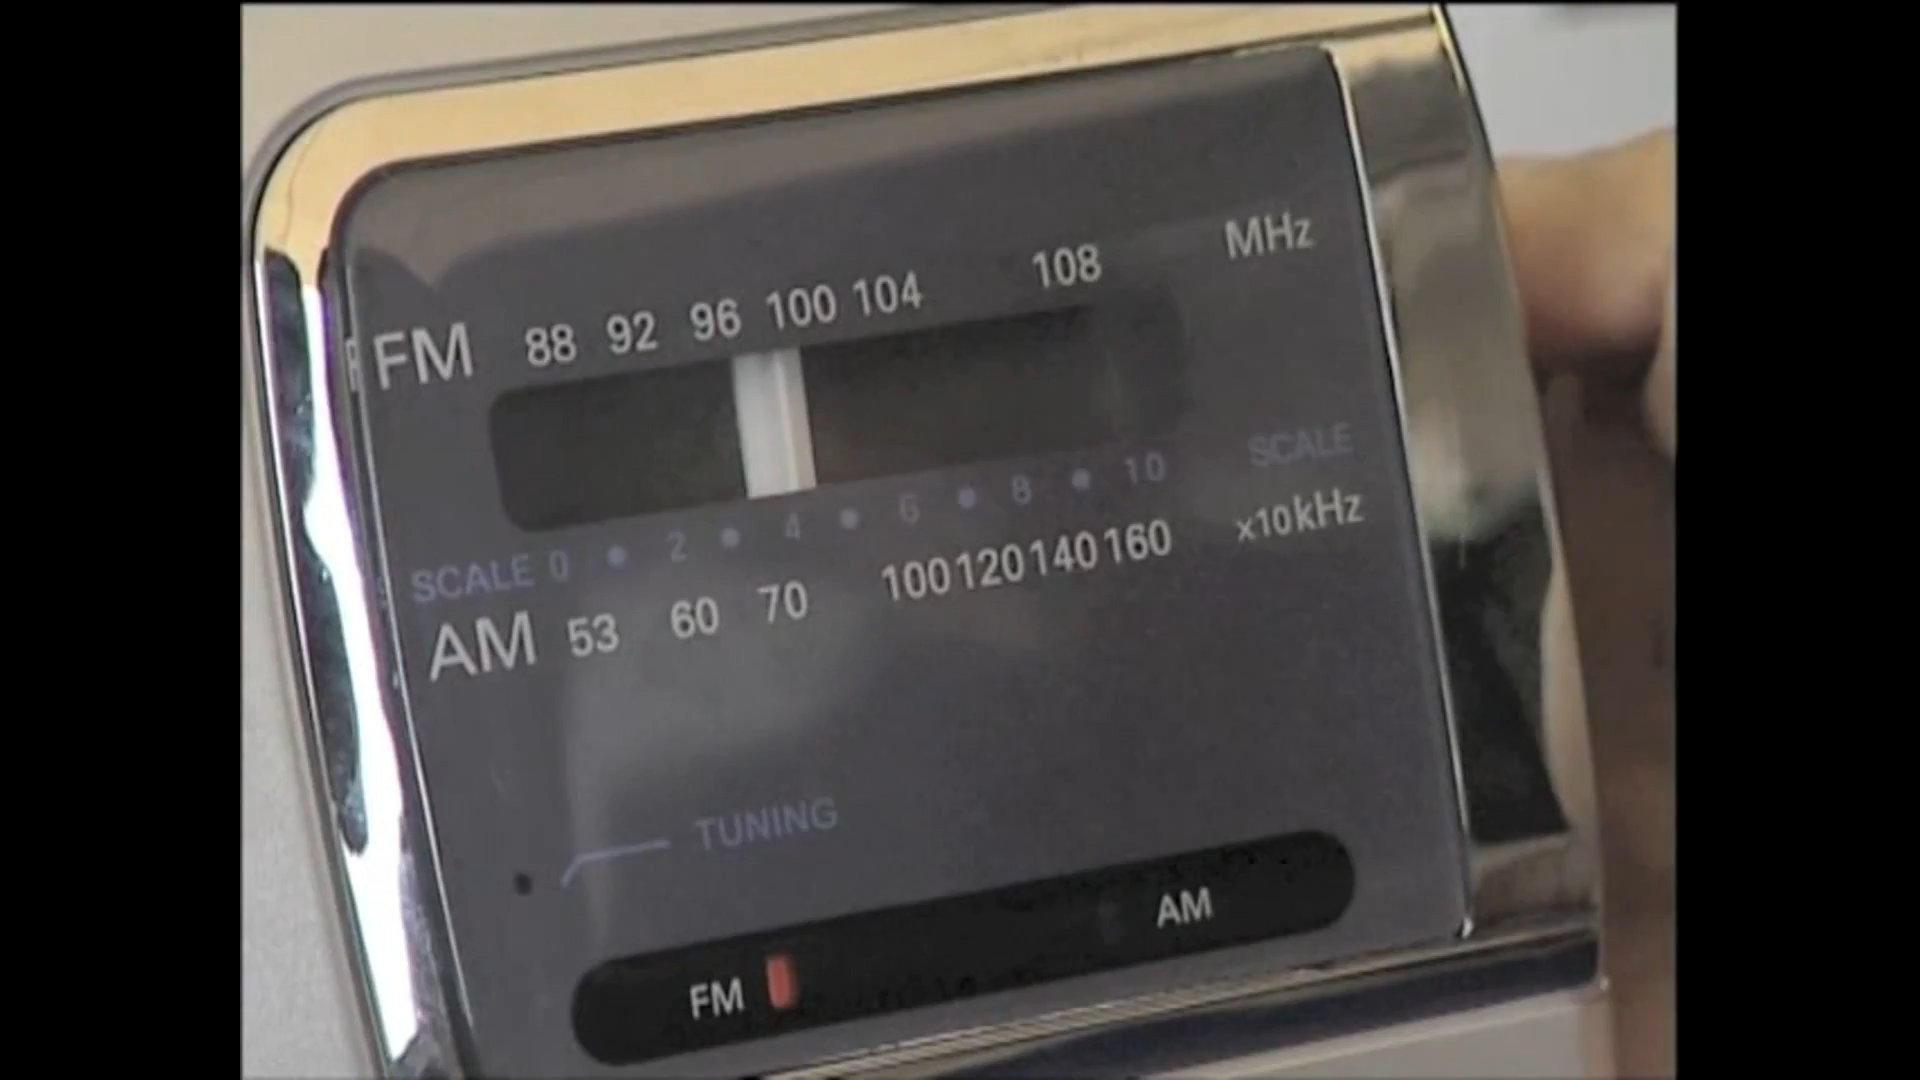 FM 88 92 96 100 104 108 MHz
SCALE 0 • 2 • 4 • 6 • 8 • 10 SCALE
AM 53 60 70 100 120 140 160 x10kHz
TUNING
FM AM